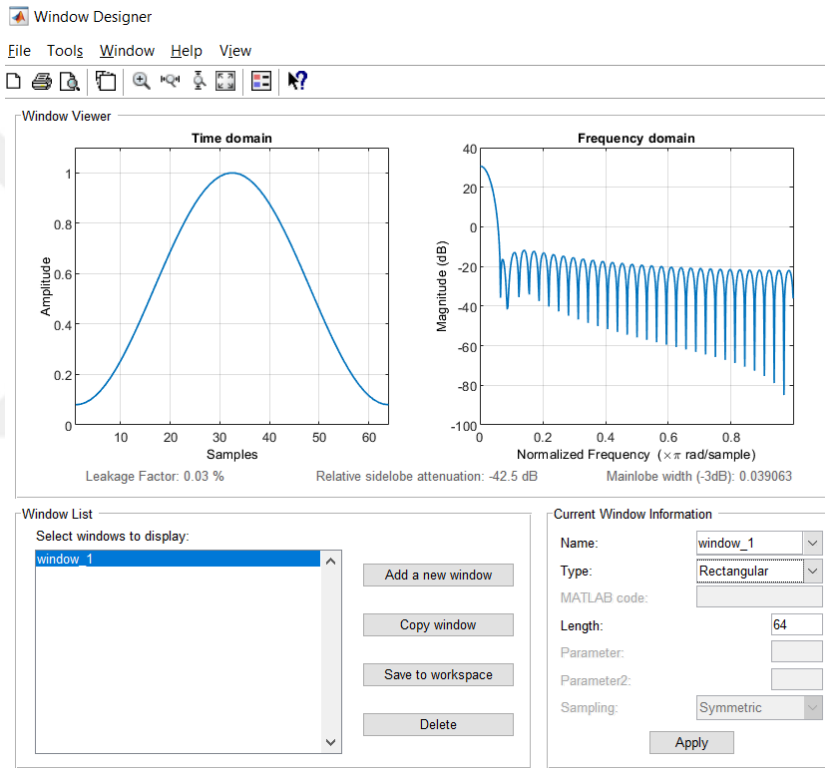 Window Designer
File Tools Window Help View
Window Viewer
Time domain
1
0.8
0.6
0.4
0.2
0
Amplitude
10 20 30 40 50 60
Samples
Frequency domain
40
20
0
-20
-40
-60
-80
-100
Magnitude (dB)
0 0.2 0.4 0.6 0.8
Normalized Frequency (×π rad/sample)
Leakage Factor: 0.03 % Relative sidelobe attenuation: -42.5 dB Mainlobe width (-3dB): 0.039063
Window List
Select windows to display:
window_1
Add a new window
Copy window
Save to workspace
Delete
Current Window Information
Name: window_1
Type: Rectangular
MATLAB code:
Length: 64
Parameter:
Parameter2:
Sampling: Symmetric
Apply